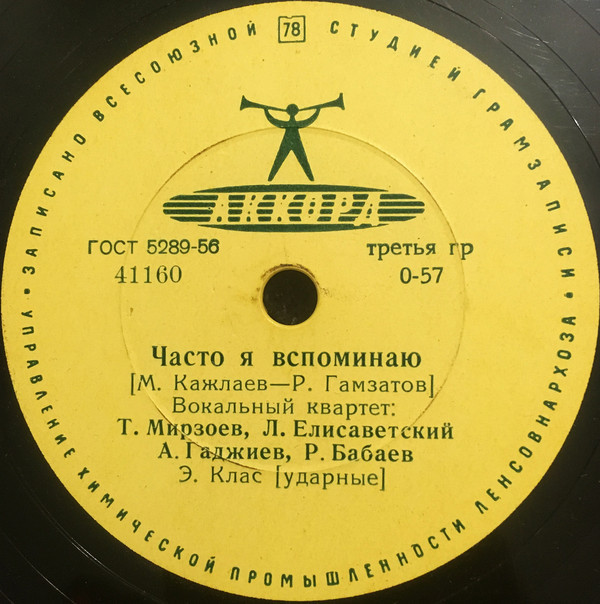 ЗАПИСАНО ВСЕСОЮЗНОЙ 78 СТУДИЕЙ ГРАМЗАПИСИ
АККОРД
ГОСТ 5289-56
третья гр
41160
0-57
Часто я вспоминаю
[М. Кажлаев—Р. Гамзатов]
Вокальный квартет:
Т. Мирзоев, Л. Елисаветский
А. Гаджиев, Р. Бабаев
Э. Клас [ударные]
• УПРАВЛЕНИЕ ХИМИЧЕСКОЙ ПРОМЫШЛЕННОСТИ ЛЕНСОВНАРХОЗА •